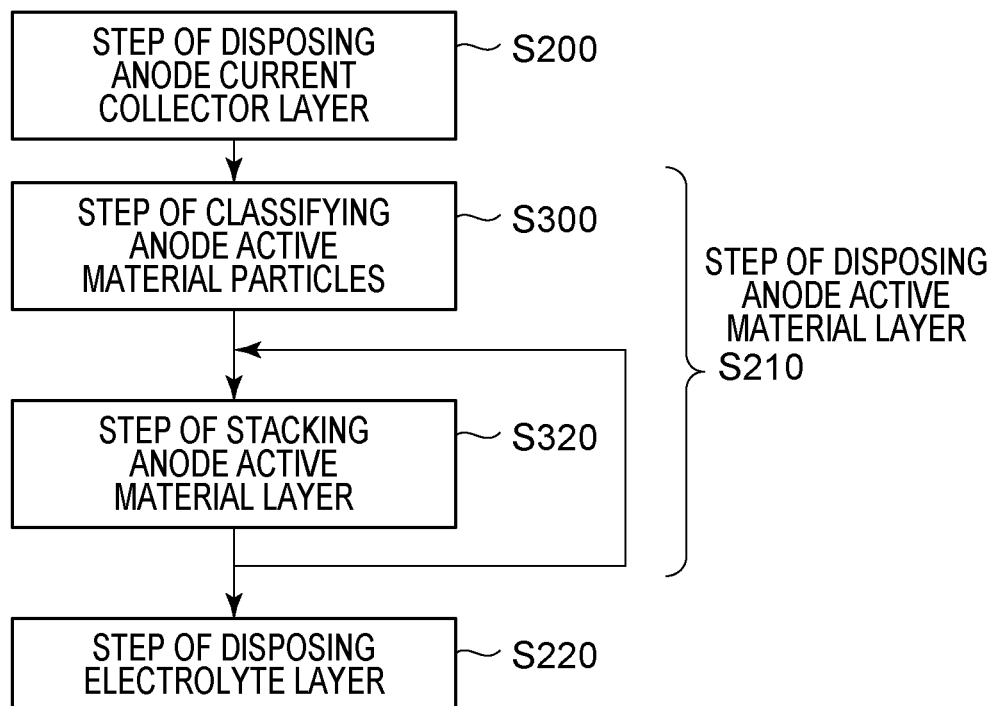 STEP OF DISPOSING
ANODE CURRENT
COLLECTOR LAYER
S200
STEP OF CLASSIFYING
ANODE ACTIVE
MATERIAL PARTICLES
S300
STEP OF DISPOSING
ANODE ACTIVE
MATERIAL LAYER
S210
STEP OF STACKING
ANODE ACTIVE
MATERIAL LAYER
S320
STEP OF DISPOSING
ELECTROLYTE LAYER
S220